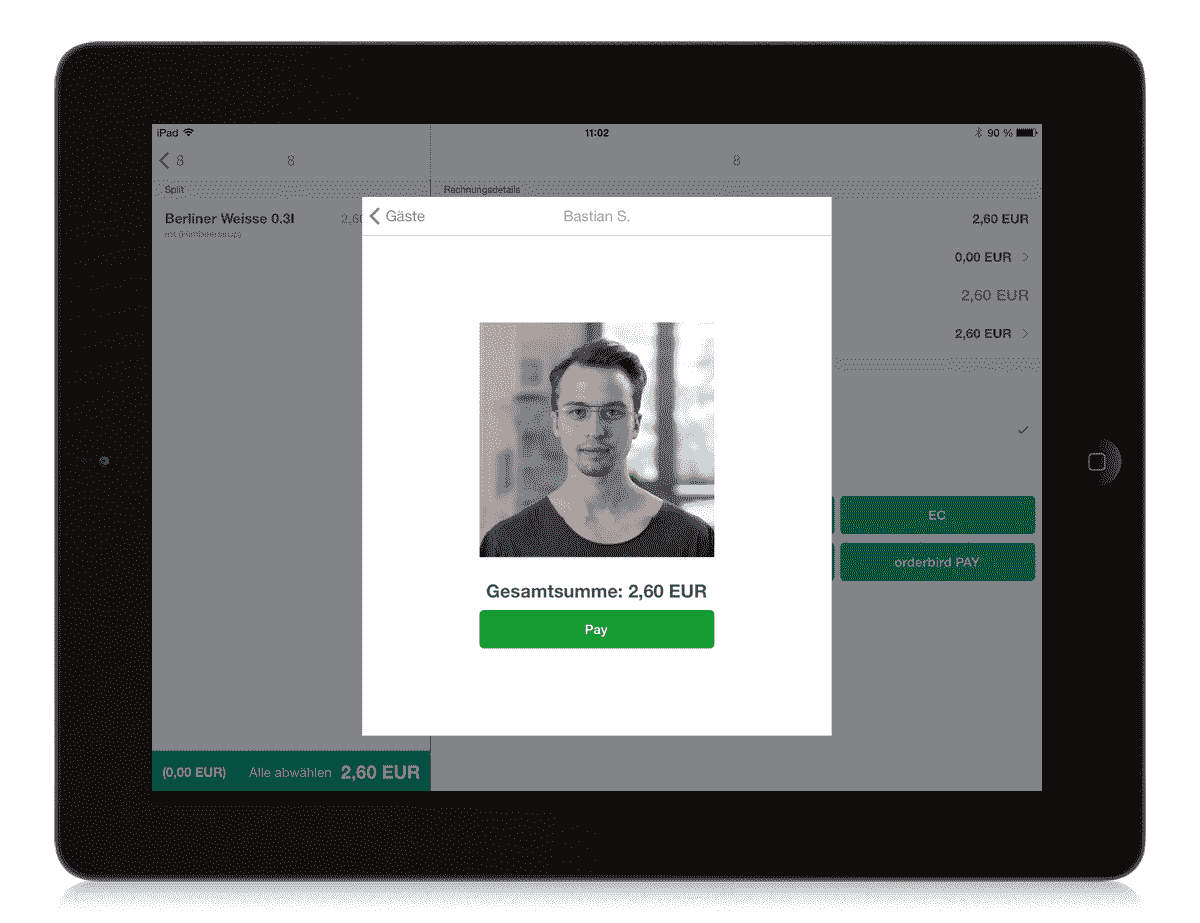 iPad 11:02 90 %
8 8 8
Split Rechnungsdetails
Berliner Weisse 0.3l 2,6
rot (Himbeersirup)
Gäste Bastian S.
2,60 EUR
0,00 EUR
2,60 EUR
2,60 EUR
EC
orderbird PAY
Gesamtsumme: 2,60 EUR
Pay
(0,00 EUR) Alle abwählen 2,60 EUR